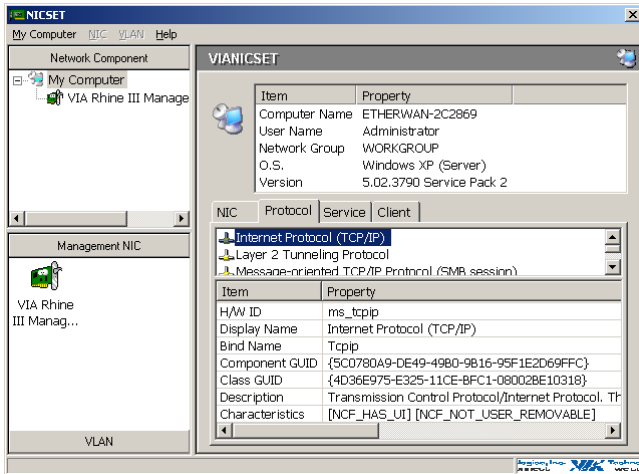 NICSET
My Computer NIC VLAN Help
Network Component
My Computer
VIA Rhine III Manage
Management NIC
VIA Rhine
III Manag...
VLAN
VIANICSET
Item Property
Computer Name ETHERWAN-2C2869
User Name Administrator
Network Group WORKGROUP
O.S. Windows XP (Server)
Version 5.02.3790 Service Pack 2
NIC Protocol Service Client
Internet Protocol (TCP/IP)
Layer 2 Tunneling Protocol
Message-oriented TCP/IP Protocol (SMB session)
Item Property
H/W ID ms_tcpip
Display Name Internet Protocol (TCP/IP)
Bind Name Tcpip
Component GUID {5C0780A9-DE49-49B0-9B16-95F1E2D69FFC}
Class GUID {4D36E975-E325-11CE-BFC1-08002BE10318}
Description Transmission Control Protocol/Internet Protocol. Th
Characteristics [NCF_HAS_UI] [NCF_NOT_USER_REMOVABLE]
VIA